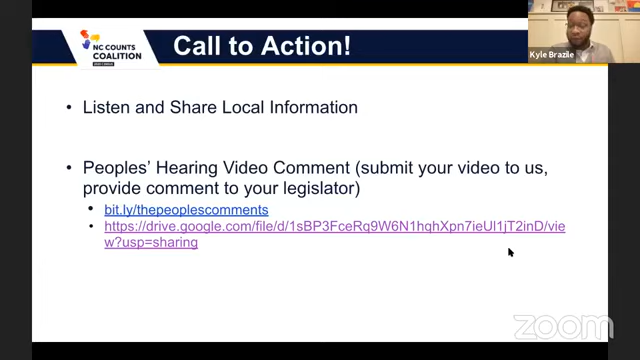 NC COUNTS
COALITION
Call to Action!
Kyle Brazile
• Listen and Share Local Information
• Peoples’ Hearing Video Comment (submit your video to us,
provide comment to your legislator)
• bit.ly/thepeoplescomments
• https://drive.google.com/file/d/1sBP3FceRq9W6N1hqhXpn7ieUl1jT2inD/vie
w?usp=sharing
zoom